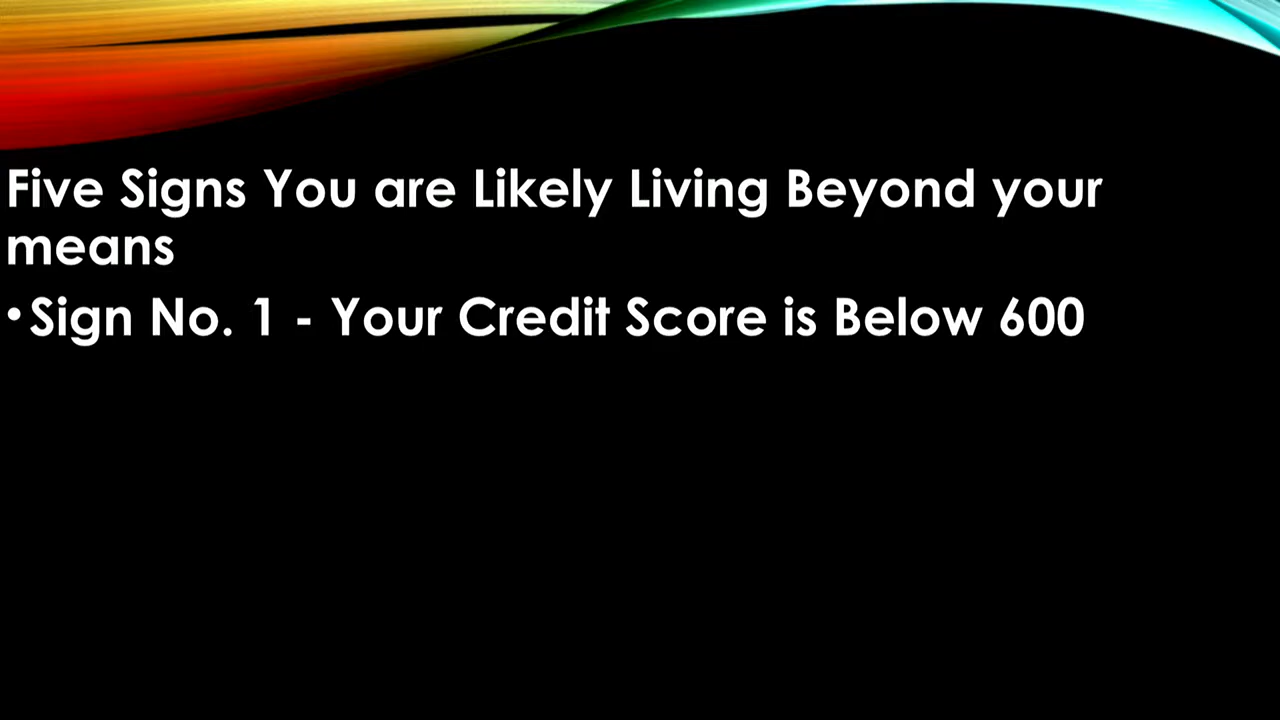 Five Signs You are Likely Living Beyond your
means
•Sign No. 1 - Your Credit Score is Below 600